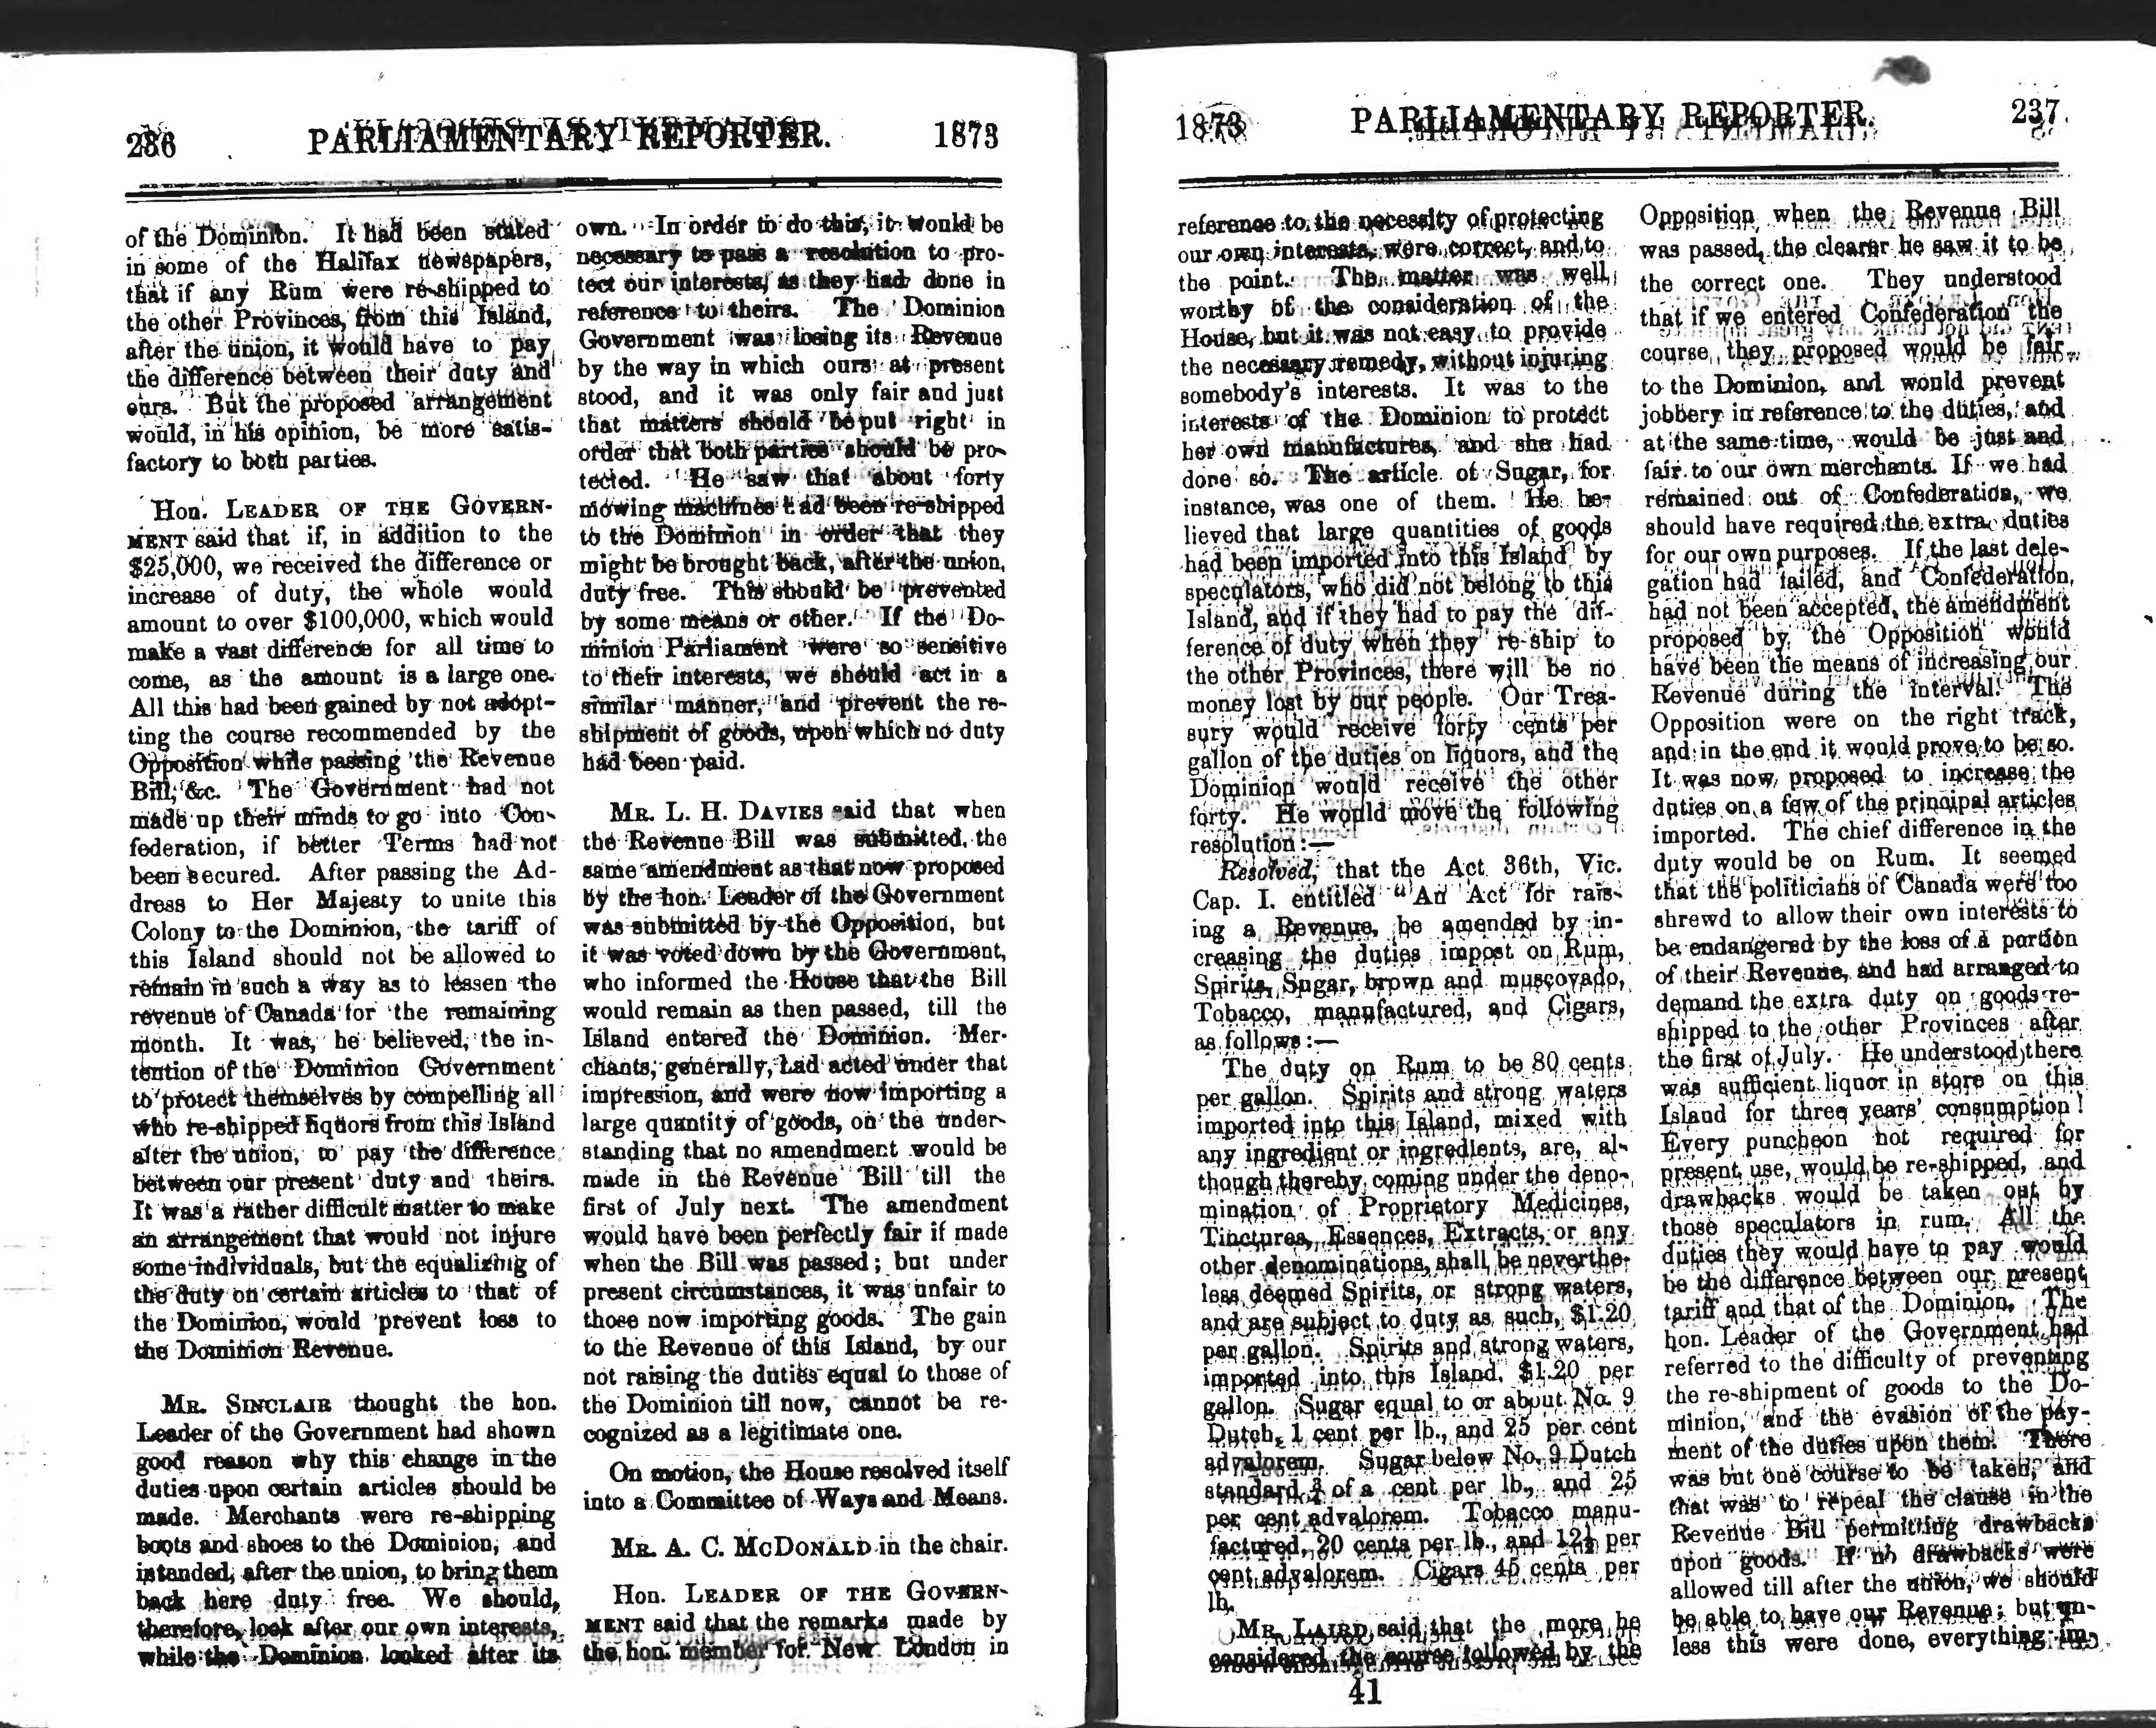 236 PARLIAMENTARY REPORTER. 1873
of the Dominion. It had been stated
in some of the Halifax newspapers,
that if any Rum were re-shipped to
the other Provinces, from this Island,
after the union, it would have to pay
the difference between their duty and
ours. But the proposed arrangement
would, in his opinion, be more satis-
factory to both parties.
Hon. LEADER OF THE GOVERN-
MENT said that if, in addition to the
$25,000, we received the difference or
increase of duty, the whole would
amount to over $100,000, which would
make a vast difference for all time to
come, as the amount is a large one.
All this had been gained by not adopt-
ting the course recommended by the
Opposition while passing the Revenue
Bill, &c. The Government had not
made up their minds to go into Con-
federation, if better Terms had not
been secured. After passing the Ad-
dress to Her Majesty to unite this
Colony to the Dominion, the tariff of
this Island should not be allowed to
remain in such a way as to lessen the
revenue of Canada for the remaining
month. It was, he believed, the in-
tention of the Dominion Government
to protect themselves by compelling all
who re-shipped liquors from this Island
after the union, to pay the difference
between our present duty and theirs.
It was a rather difficult matter to make
an arrangement that would not injure
some individuals, but the equalizing of
the duty on certain articles to that of
the Dominion, would prevent loss to
the Dominion Revenue.
MR. SINCLAIR thought the hon.
Leader of the Government had shown
good reason why this change in the
duties upon certain articles should be
made. Merchants were re-shipping
boots and shoes to the Dominion, and
intended, after the union, to bring them
back here duty free. We should,
therefore, look after our own interests,
while the Dominion looked after its
own. In order to do this, it would be
necessary to pass a resolution to pro-
tect our interests, as they had done in
reference to theirs. The Dominion
Government was losing its Revenue
by the way in which ours at present
stood, and it was only fair and just
that matters should be put right in
order that both parties should be pro-
tected. He saw that about forty
mowing machines had been re-shipped
to the Dominion in order that they
might be brought back, after the union,
duty free. This should be prevented
by some means or other. If the Do-
minion Parliament were so sensitive
to their interests, we should act in a
similar manner, and prevent the re-
shipment of goods, upon which no duty
had been paid.
MR. L. H. DAVIES said that when
the Revenue Bill was submitted, the
same amendment as that now proposed
by the hon. Leader of the Government
was submitted by the Opposition, but
it was voted down by the Government,
who informed the House that the Bill
would remain as then passed, till the
Island entered the Dominion. Mer-
chants, generally, had acted under that
impression, and were now importing a
large quantity of goods, on the under-
standing that no amendment would be
made in the Revenue Bill till the
first of July next. The amendment
would have been perfectly fair if made
when the Bill was passed; but under
present circumstances, it was unfair to
those now importing goods. The gain
to the Revenue of this Island, by our
not raising the duties equal to those of
the Dominion till now, cannot be re-
cognized as a legitimate one.
On motion, the House resolved itself
into a Committee of Ways and Means.
MR. A. C. MCDONALD in the chair.
Hon. LEADER OF THE GOVERN-
MENT said that the remarks made by
the hon. member for New London in
1873 PARLIAMENTARY REPORTER. 237
reference to the necessity of protecting
our own interests, were correct, and to
the point. The matter was well
worthy of the consideration of the
House, but it was not easy to provide
the necessary remedy, without injuring
somebody's interests. It was to the
interests of the Dominion to protect
her own manufactures, and she had
done so. The article of Sugar, for
instance, was one of them. He be-
lieved that large quantities of goods
had been imported into this Island by
speculators, who did not belong to this
Island, and if they had to pay the dif-
ference of duty when they re-ship to
the other Provinces, there will be no
money lost by our people. Our Trea-
sury would receive forty cents per
gallon of the duties on liquors, and the
Dominion would receive the other
forty. He would move the following
resolution:—
Resolved, that the Act 36th, Vic.
Cap. I. entitled "An Act for rais-
ing a Revenue, be amended by in-
creasing the duties impost on Rum,
Spirits, Sugar, brown and muscovado,
Tobacco, manufactured, and Cigars,
as follows:—
The duty on Rum to be 80 cents
per gallon. Spirits and strong waters
imported into this Island, mixed with
any ingredient or ingredients, are, al-
though thereby coming under the deno-
mination of Proprietory Medicines,
Tinctures, Essences, Extracts, or any
other denominations, shall be neverthe-
less deemed Spirits, or strong waters,
and are subject to duty as such, $1.20
per gallon. Spirits and strong waters,
imported into this Island, $1.20 per
gallon. Sugar equal to or about No. 9
Dutch, 1 cent per lb., and 25 per cent
advalorem. Sugar below No. 9 Dutch
standard ¾ of a cent per lb., and 25
per cent advalorem. Tobacco manu-
factured, 20 cents per lb., and 12½ per
cent advalorem. Cigars 45 cents per
lb.
MR. LAIRD said that the more he
considered the course followed by the
41
Opposition when the Revenue Bill
was passed, the clearer he saw it to be
the correct one. They understood
that if we entered Confederation the
course they proposed would be fair
to the Dominion, and would prevent
jobbery in reference to the duties, and
at the same time, would be just and
fair to our own merchants. If we had
remained out of Confederation, we
should have required the extra duties
for our own purposes. If the last dele-
gation had failed, and Confederation
had not been accepted, the amendment
proposed by the Opposition would
have been the means of increasing our
Revenue during the interval. The
Opposition were on the right track,
and in the end it would prove to be so.
It was now proposed to increase the
duties on a few of the principal articles
imported. The chief difference in the
duty would be on Rum. It seemed
that the politicians of Canada were too
shrewd to allow their own interests to
be endangered by the loss of a portion
of their Revenue, and had arranged to
demand the extra duty on goods re-
shipped to the other Provinces after
the first of July. He understood there
was sufficient liquor in store on this
Island for three years' consumption!
Every puncheon not required for
present use, would be re-shipped, and
drawbacks would be taken out by
those speculators in rum. All the
duties they would have to pay would
be the difference between our present
tariff and that of the Dominion. The
hon. Leader of the Government had
referred to the difficulty of preventing
the re-shipment of goods to the Do-
minion, and the evasion of the pay-
ment of the duties upon them. There
was but one course to be taken, and
that was to repeal the clause in the
Revenue Bill permitting drawbacks
upon goods. If no drawbacks were
allowed till after the union, we should
be able to have our Revenue; but un-
less this were done, everything im-